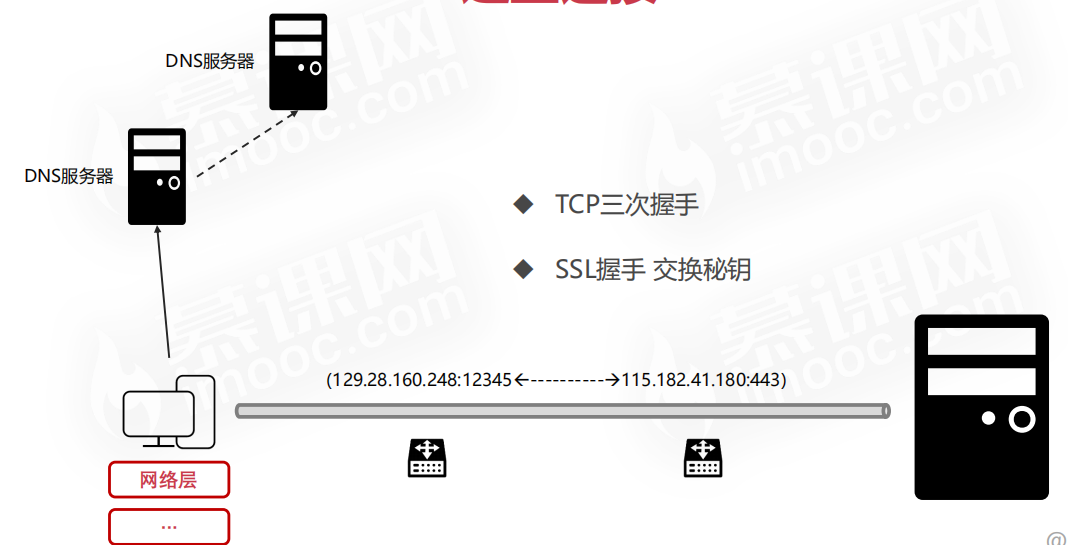 DNS服务器
DNS服务器
TCP三次握手
SSL握手 交换秘钥
(129.28.160.248:12345←----------→115.182.41.180:443)
网络层
...
慕课网
imooc.com
慕课网
imooc.com
慕课网
imooc.com
慕课网
imooc.com
@